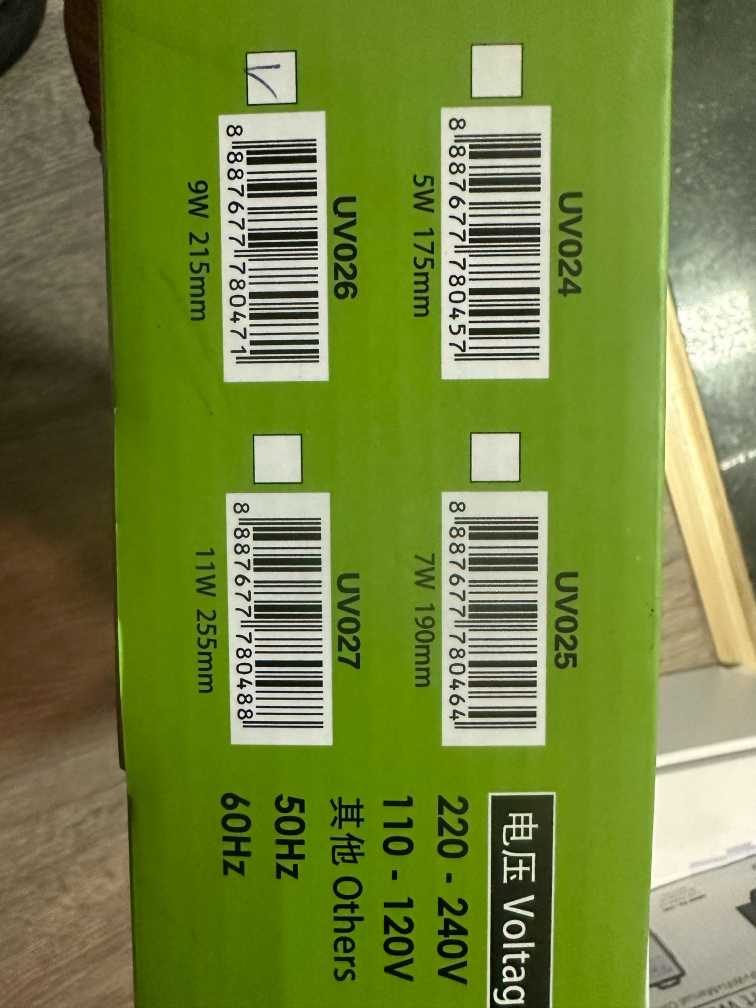 UV024
8 887677 780457
5W 175mm
UV025
8 887677 780464
7W 190mm
UV026
8 887677 780471
9W 215mm
UV027
8 887677 780488
11W 255mm
电压 Voltag
220 - 240V
110 - 120V
其他 Others
50Hz
60Hz